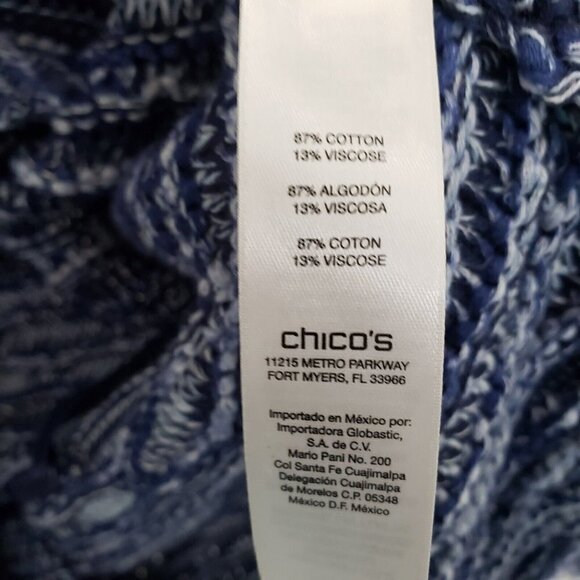 87% COTTON
13% VISCOSE
87% ALGODÓN
13% VISCOSA
87% COTON
13% VISCOSE
chico's
11215 METRO PARKWAY
FORT MYERS, FL 33966
Importado en México por:
Importadora Globastic,
S.A. de C.V.
Mario Pani No. 200
Col Santa Fe Cuajimalpa
Delegación Cuajimalpa
de Morelos C.P. 05348
México D.F. México